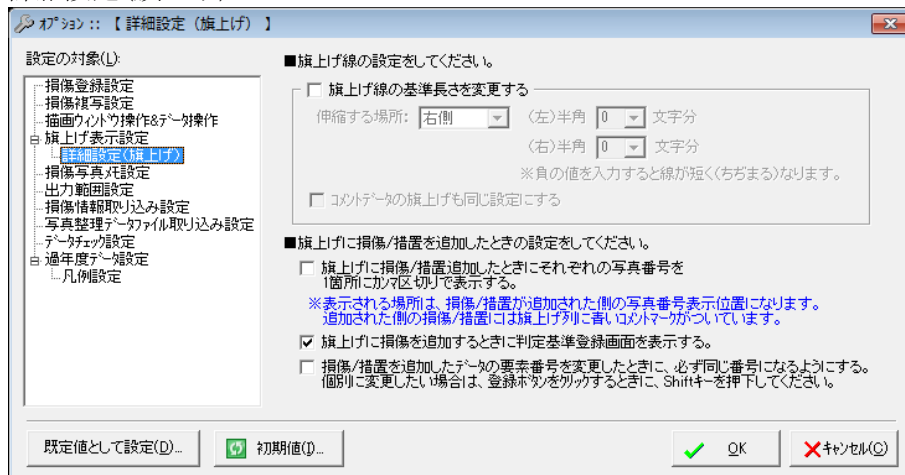 オプション :: 【 詳細設定（旗上げ） 】
設定の対象(L):
損傷登録設定
損傷複写設定
描画ウィンドウ操作&データ操作
旗上げ表示設定
詳細設定（旗上げ）
損傷写真メモ設定
出力範囲設定
損傷情報取り込み設定
写真整理データファイル取り込み設定
データチェック設定
過年度データ設定
凡例設定
■旗上げ線の設定をしてください。
旗上げ線の基準長さを変更する
伸縮する場所: 右側 （左）半角 0 文字分
（右）半角 0 文字分
※負の値を入力すると線が短く（ちぢまる）なります。
コメントデータの旗上げも同じ設定にする
■旗上げに損傷/措置を追加したときの設定をしてください。
旗上げに損傷/措置追加したときにそれぞれの写真番号を
1箇所にカンマ区切りで表示する。
※表示される場所は、損傷/措置が追加された側の写真番号表示位置になります。
追加された側の損傷/措置には旗上げ列に青いコメントマークがついています。
旗上げに損傷を追加するときに判定基準登録画面を表示する。
損傷/措置を追加したデータの要素番号を変更したときに、必ず同じ番号になるようにする。
個別に変更したい場合は、登録ボタンをクリックするときに、Shiftキーを押下してください。
既定値として設定(D)... 初期値(I)... OK キャンセル(C)